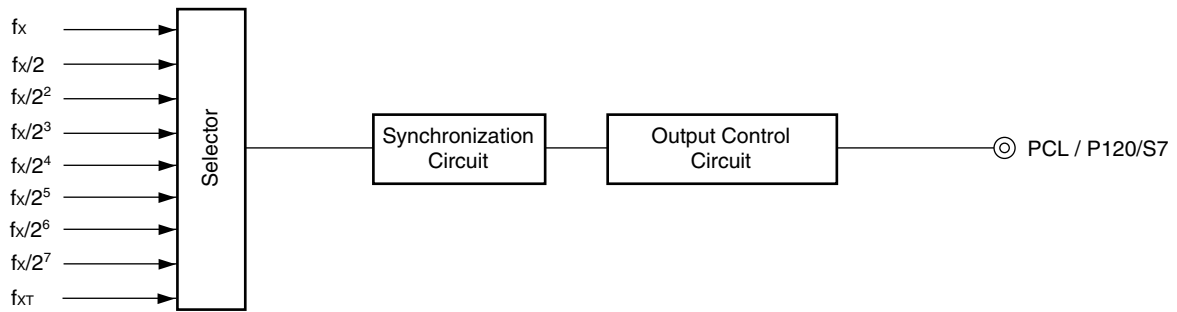 fX
fX/2
fX/2²
fX/2³
fX/2⁴
fX/2⁵
fX/2⁶
fX/2⁷
fXT
Selector
Synchronization
Circuit
Output Control
Circuit
PCL / P120/S7